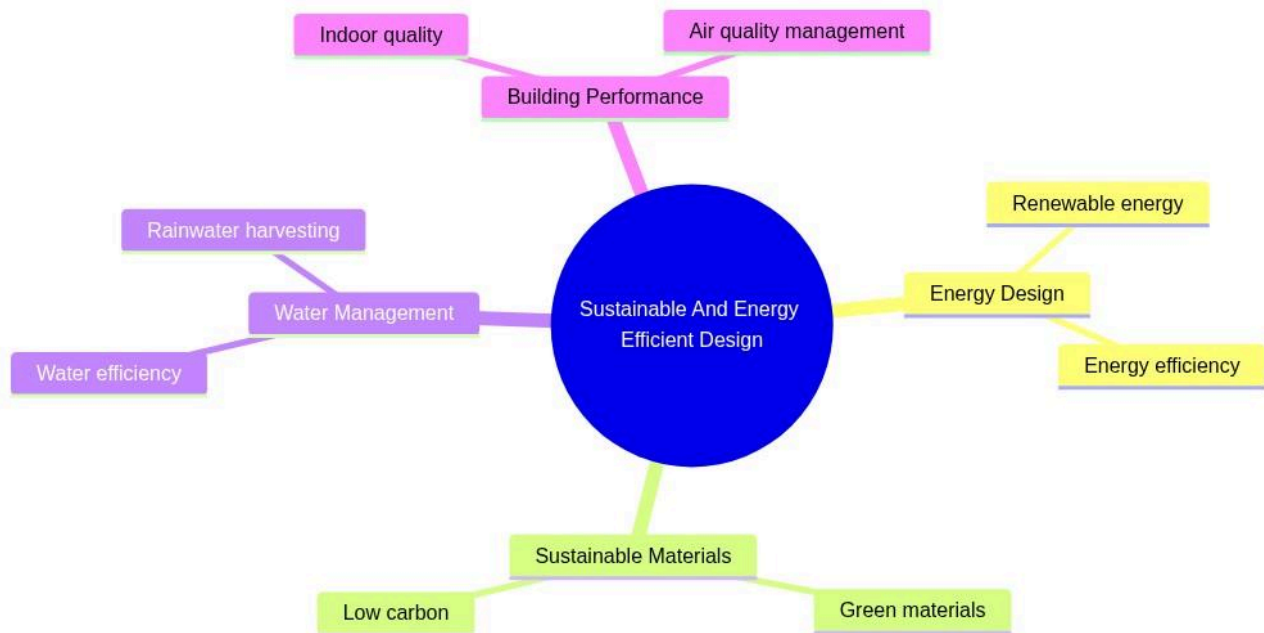 Indoor quality
Air quality management
Building Performance
Renewable energy
Rainwater harvesting
Energy Design
Water Management
Sustainable And Energy
Efficient Design
Energy efficiency
Water efficiency
Sustainable Materials
Low carbon
Green materials